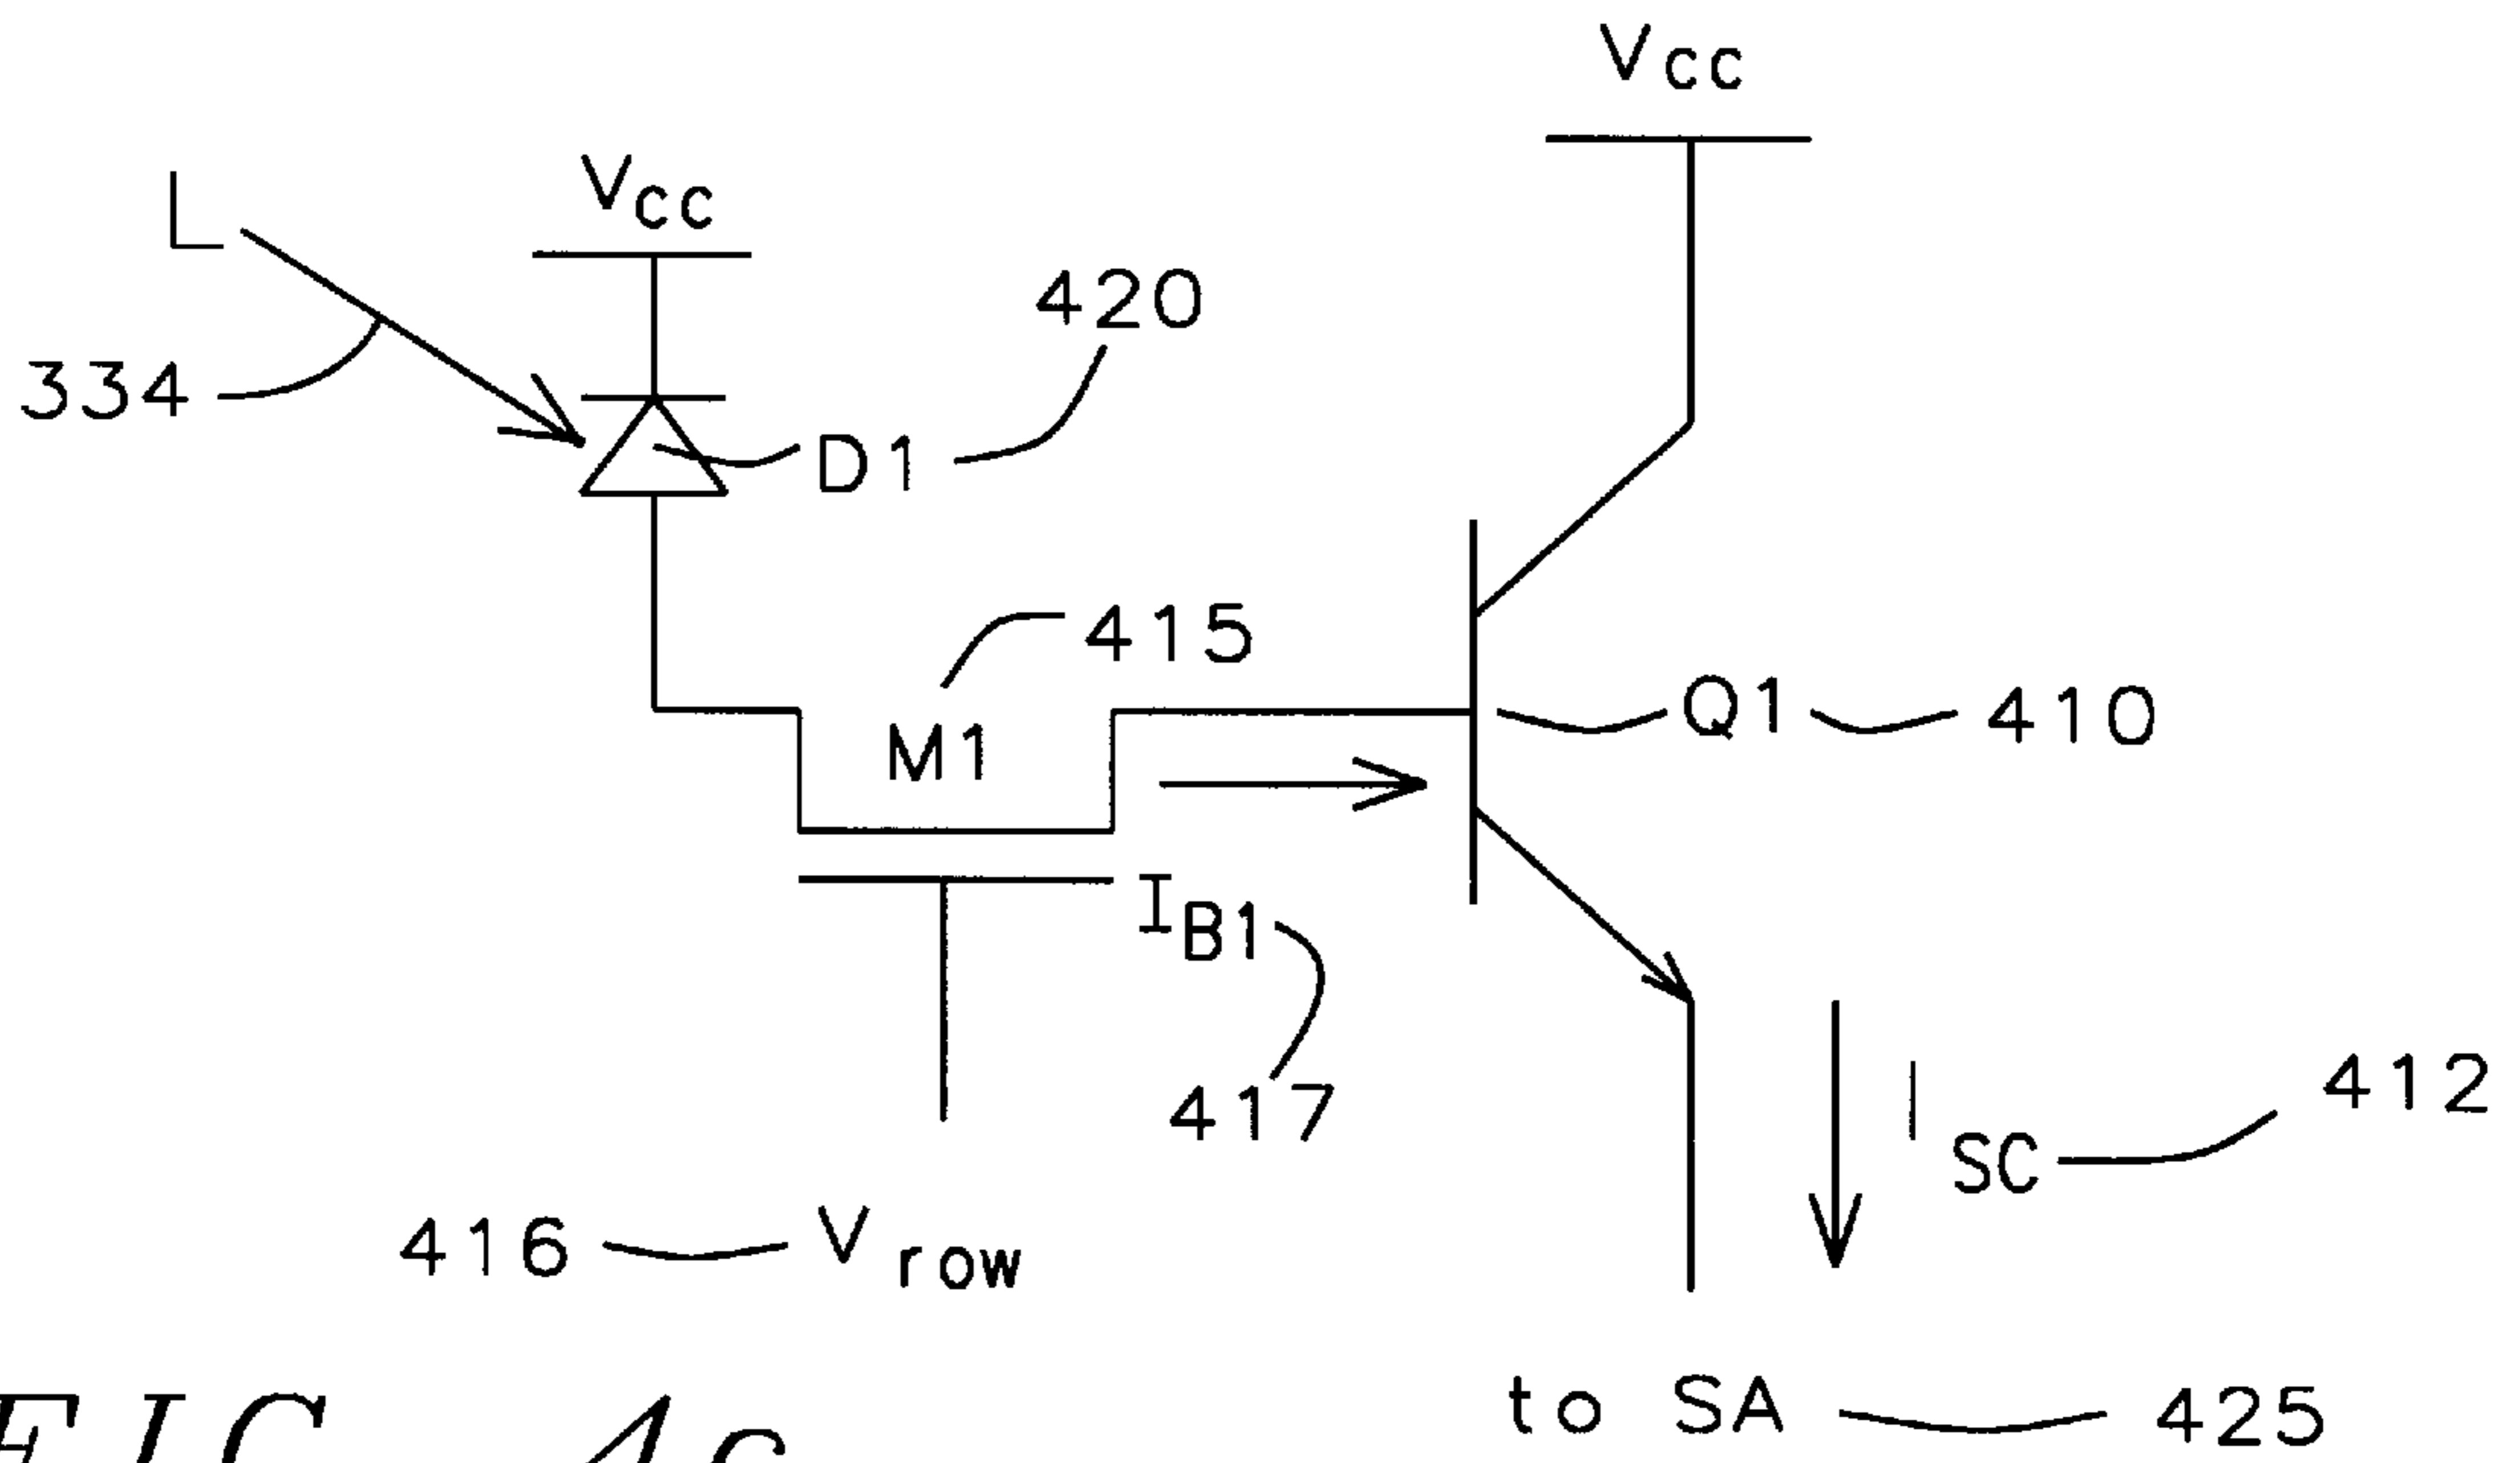 Vcc
L
Vcc
420
334
D1
415
M1
Q1
410
IB1
417
412
ISC
416
Vrow
to SA
425
FIG. 4c